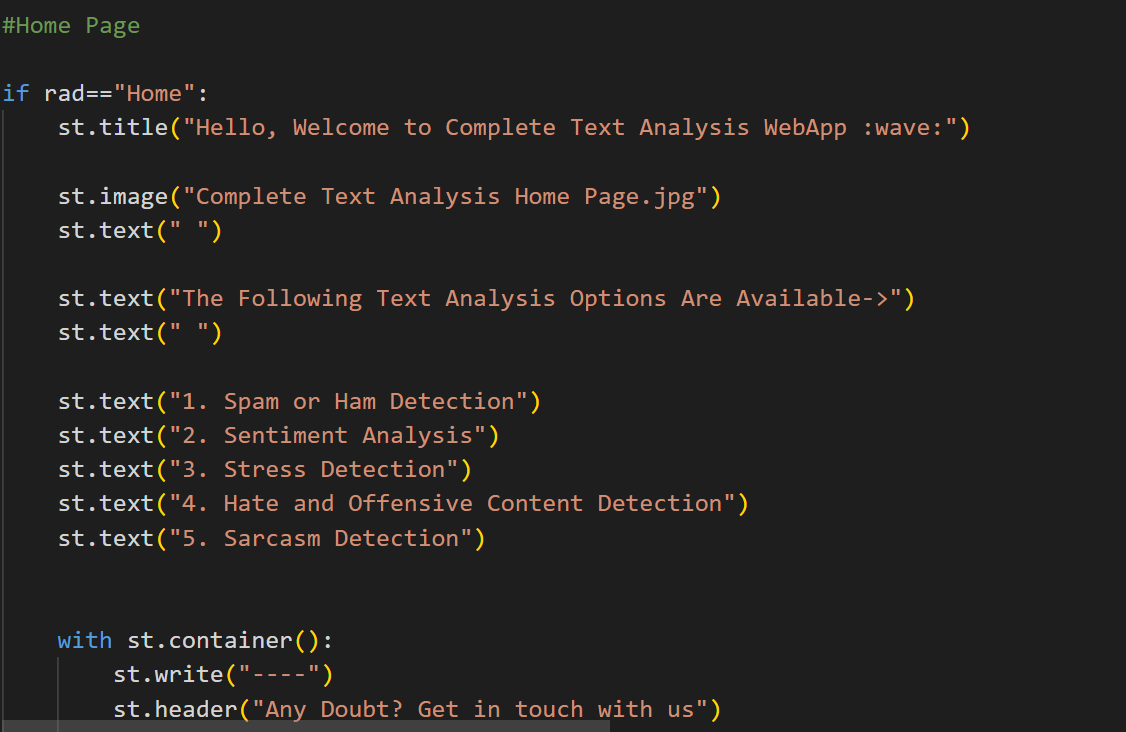 #Home Page
if rad=="Home":
    st.title("Hello, Welcome to Complete Text Analysis WebApp :wave:")
    st.image("Complete Text Analysis Home Page.jpg")
    st.text(" ")
    st.text("The Following Text Analysis Options Are Available->")
    st.text(" ")
    st.text("1. Spam or Ham Detection")
    st.text("2. Sentiment Analysis")
    st.text("3. Stress Detection")
    st.text("4. Hate and Offensive Content Detection")
    st.text("5. Sarcasm Detection")
    with st.container():
        st.write("----")
        st.header("Any Doubt? Get in touch with us")